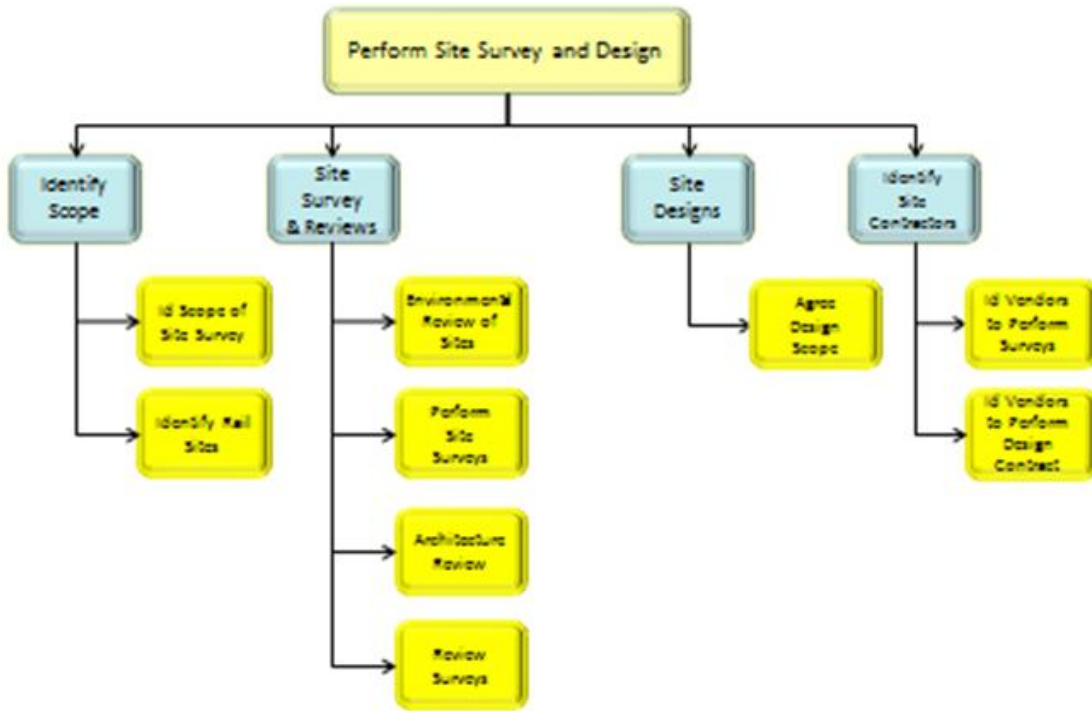 Perform Site Survey and Design
Identify
Scope
Site
Survey
& Reviews
Site
Designs
Identify
Site
Contractors
Id Scope of
Site Survey
Identify Rail
Sites
Environmental
Review of
Sites
Perform
Site
Surveys
Architecture
Review
Review
Surveys
Agree
Design
Scope
Id Vendors
to Perform
Surveys
Id Vendors
to Perform
Design
Contract